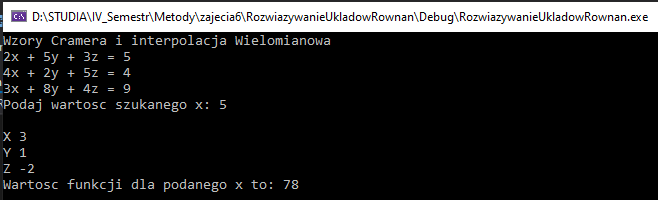 D:\STUDIA\IV_Semestr\Metody\zajecia6\RozwiazywanieUkladowRownan\Debug\RozwiazywanieUkladowRownan.exe
Wzory Cramera i interpolacja Wielomianowa
2x + 5y + 3z = 5
4x + 2y + 5z = 4
3x + 8y + 4z = 9
Podaj wartosc szukanego x: 5
X 3
Y 1
Z -2
Wartosc funkcji dla podanego x to: 78